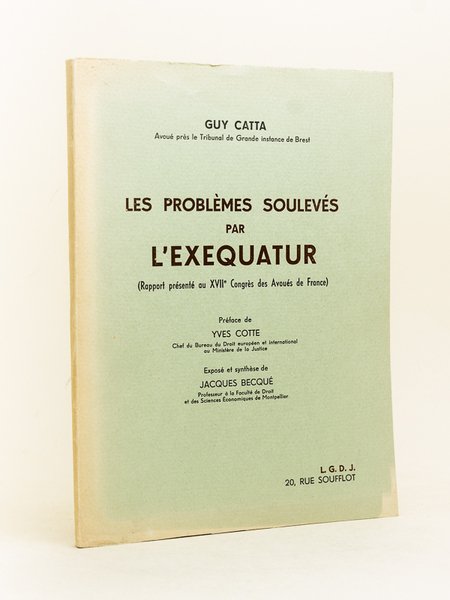 GUY CATTA
Avoué près le Tribunal de Grande instance de Brest
LES PROBLÈMES SOULEVÉS
PAR
L'EXEQUATUR
(Rapport présenté au XVIIe Congrès des Avoués de France)
Préface de
YVES COTTE
Chef du Bureau du Droit européen et international
au Ministère de la Justice
Exposé et synthèse de
JACQUES BECQUÉ
Professeur à la Faculté de Droit
et des Sciences Économiques de Montpellier
L. G. D. J.
20, RUE SOUFFLOT